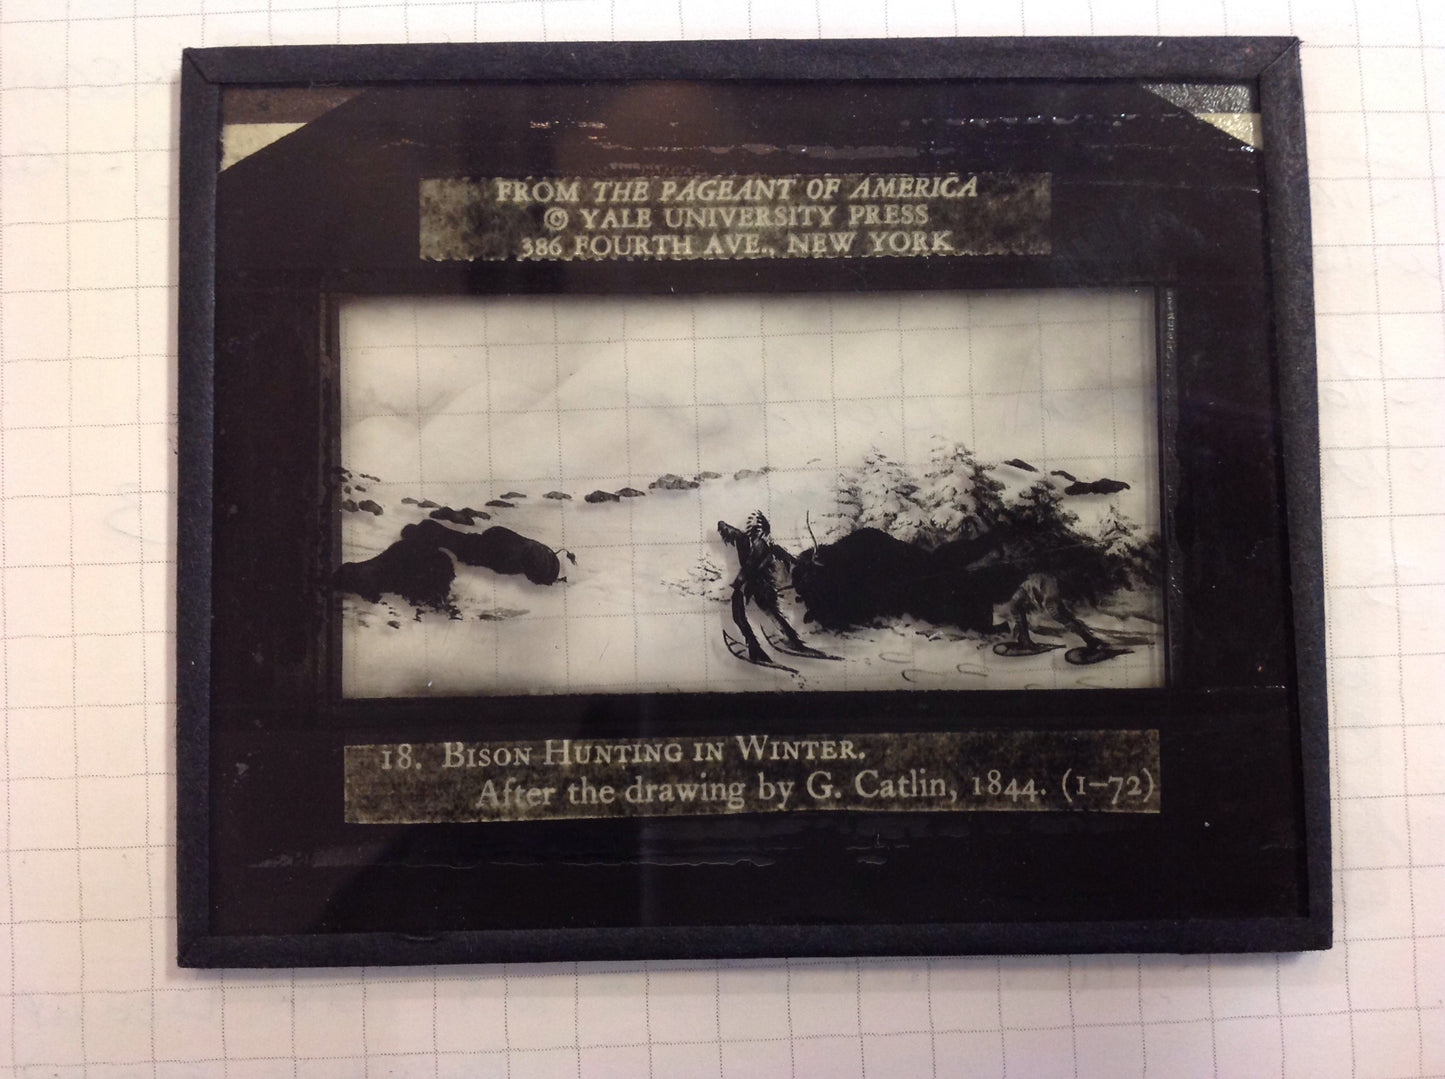 FROM THE PAGEANT OF AMERICA
© YALE UNIVERSITY PRESS
386 FOURTH AVE., NEW YORK
18. BISON HUNTING IN WINTER.
After the drawing by G. Catlin, 1844. (1–72)